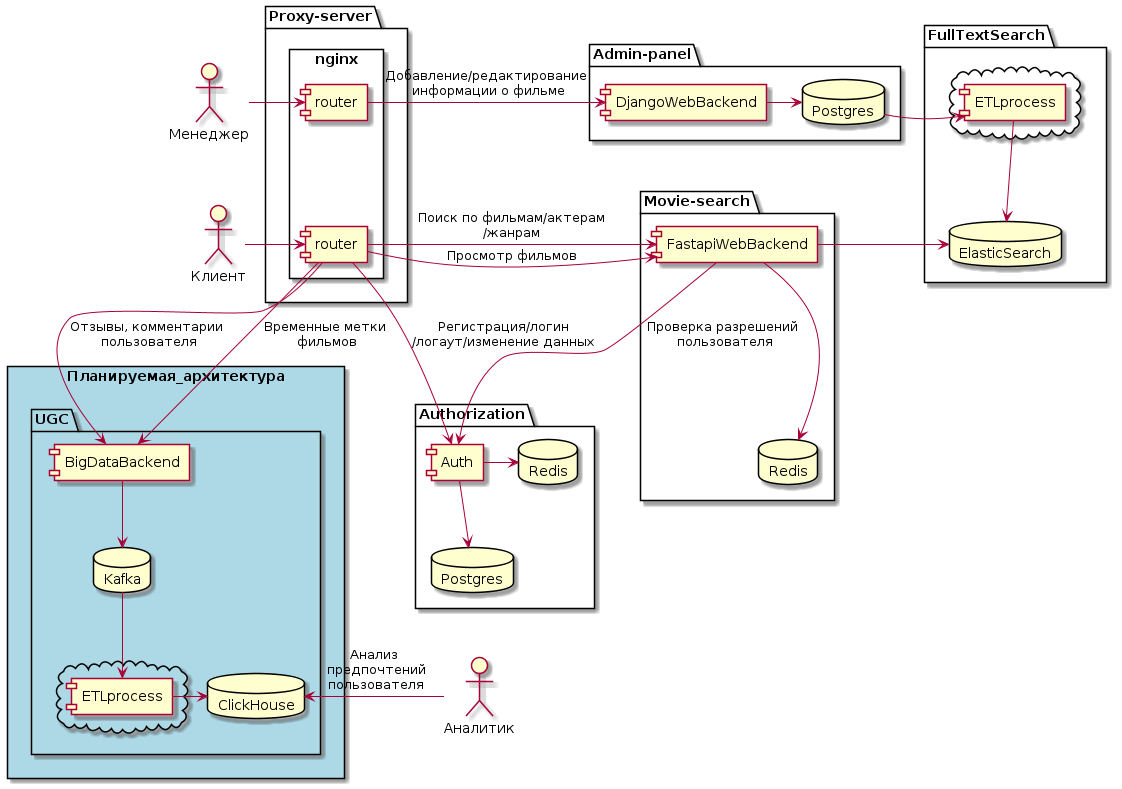 Proxy-server
nginx
router
Менеджер
Добавление/редактирование
информации о фильме
Admin-panel
DjangoWebBackend
Postgres
FullTextSearch
ETLprocess
ElasticSearch
Клиент
router
Поиск по фильмам/актерам
/жанрам
Просмотр фильмов
Movie-search
FastapiWebBackend
Отзывы, комментарии
пользователя
Временные метки
фильмов
Регистрация/логин
/логаут/изменение данных
Проверка разрешений
пользователя
Redis
Планируемая_архитектура
UGC
BigDataBackend
Kafka
ETLprocess
ClickHouse
Authorization
Auth
Redis
Postgres
Анализ
предпочтений
пользователя
Аналитик